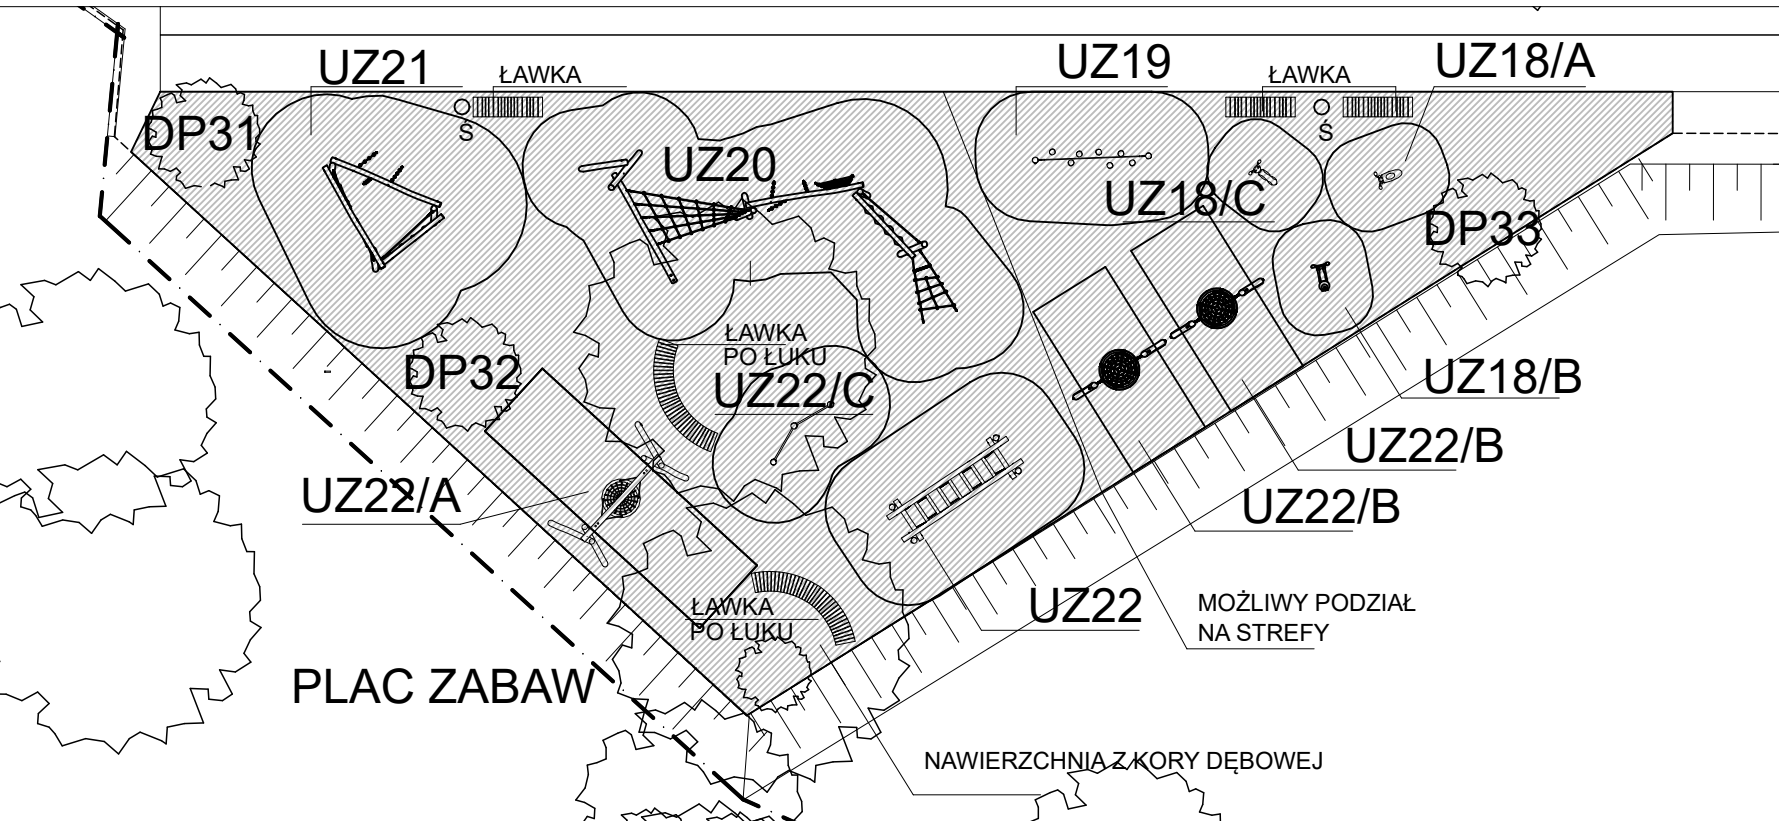 UZ21
ŁAWKA
UZ19
ŁAWKA
UZ18/A
Ś
Ś
DP31
UZ20
UZ18/C
DP33
ŁAWKA
PO ŁUKU
DP32
UZ22/C
UZ18/B
UZ22/B
UZ22/A
UZ22/B
ŁAWKA
PO ŁUKU
UZ22
MOŻLIWY PODZIAŁ
NA STREFY
PLAC ZABAW
NAWIERZCHNIA Z KORY DĘBOWEJ